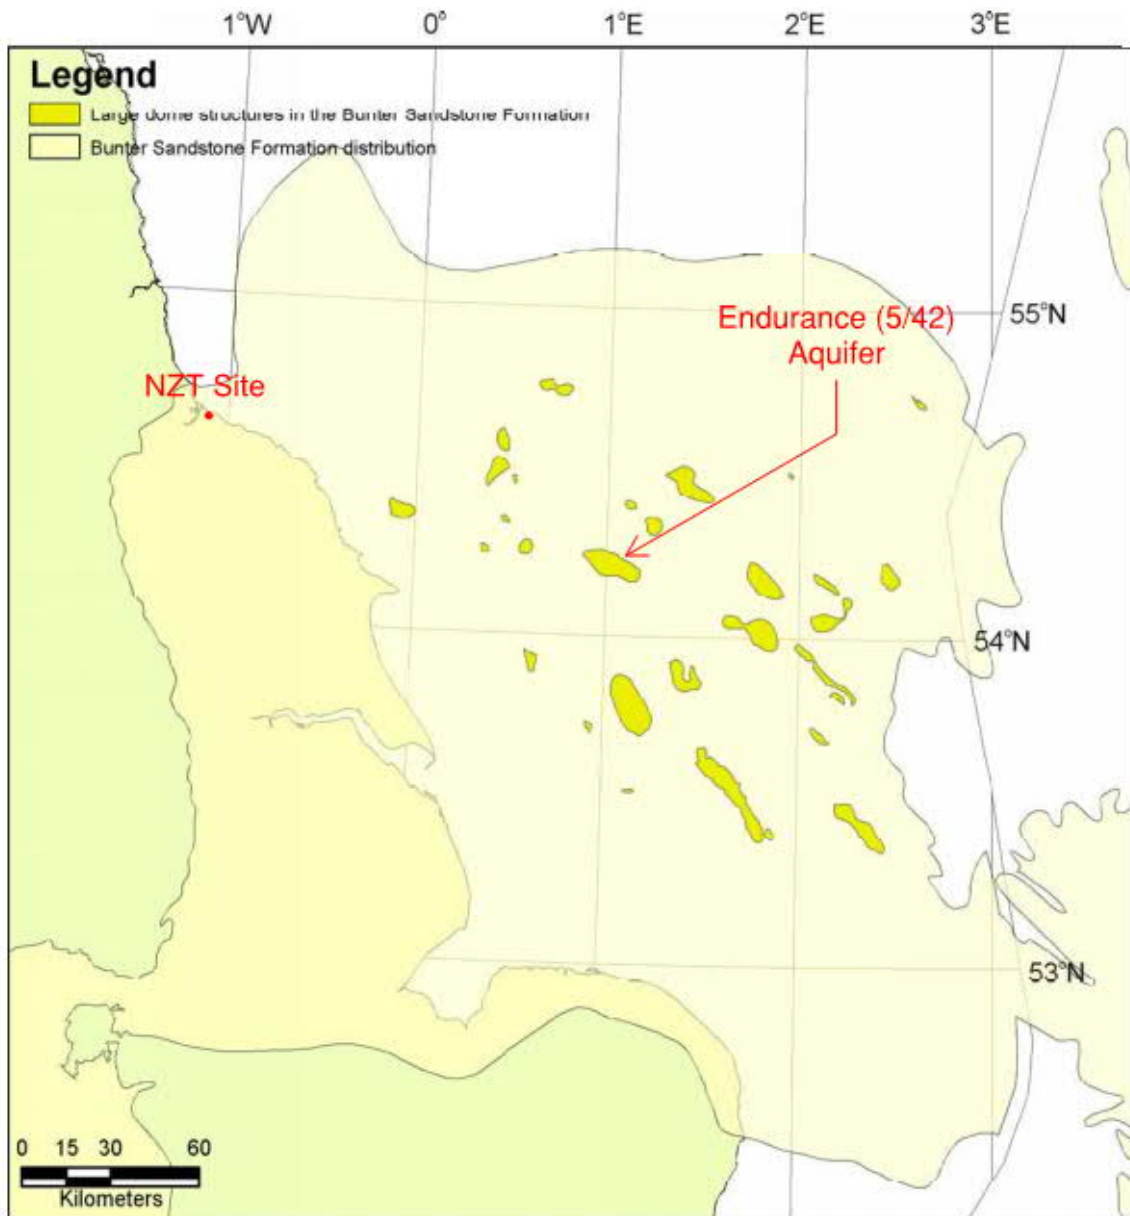 1°W 0° 1°E 2°E 3°E
Legend
Large dome structures in the Bunter Sandstone Formation
Bunter Sandstone Formation distribution
Endurance (5/42)
Aquifer
55°N
NZT Site
54°N
53°N
0 15 30 60
Kilometers